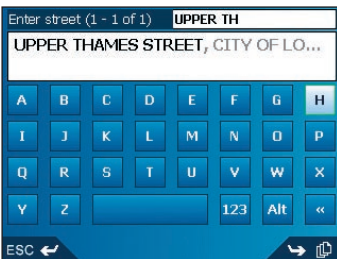 Enter street (1 - 1 of 1) UPPER TH
UPPER THAMES STREET, CITY OF LO...
A B C D E F G H
I J K L M N O P
Q R S T U V W X
Y Z 123 Alt «
ESC